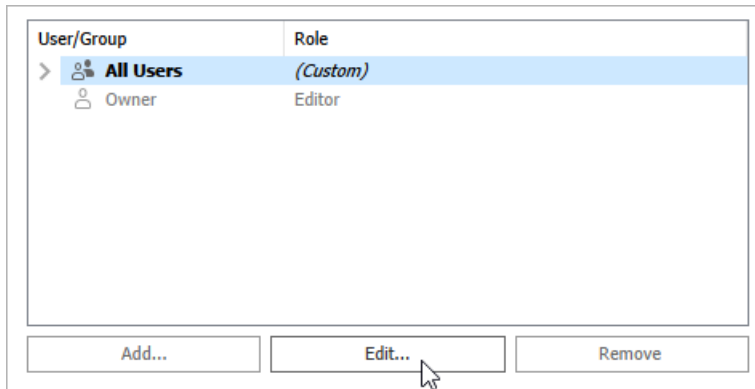 User/Group Role
All Users (Custom)
Owner Editor
Add... Edit... Remove